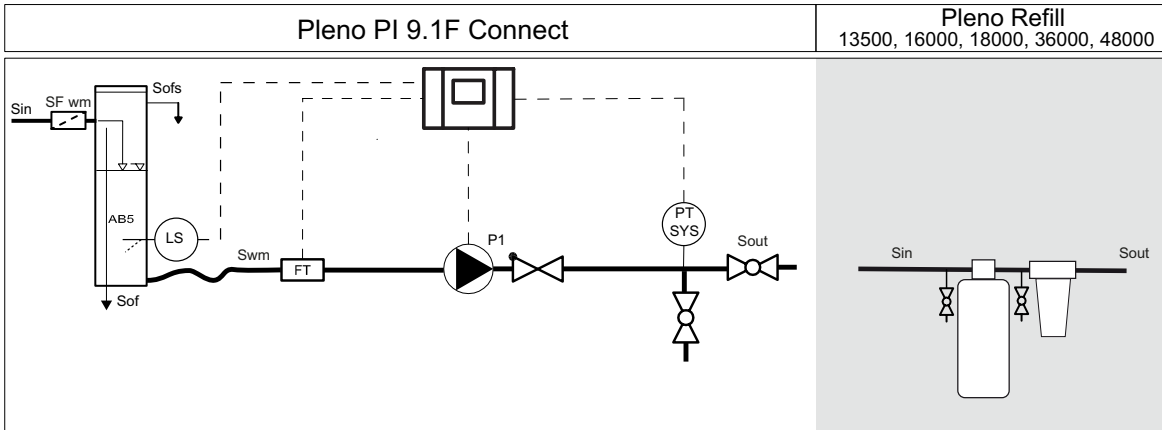 Pleno PI 9.1F Connect
Pleno Refill
13500, 16000, 18000, 36000, 48000
Sin
SF wm
Sofs
AB5
LS
Sof
Swm
FT
P1
PT
SYS
Sout
Sin
Sout